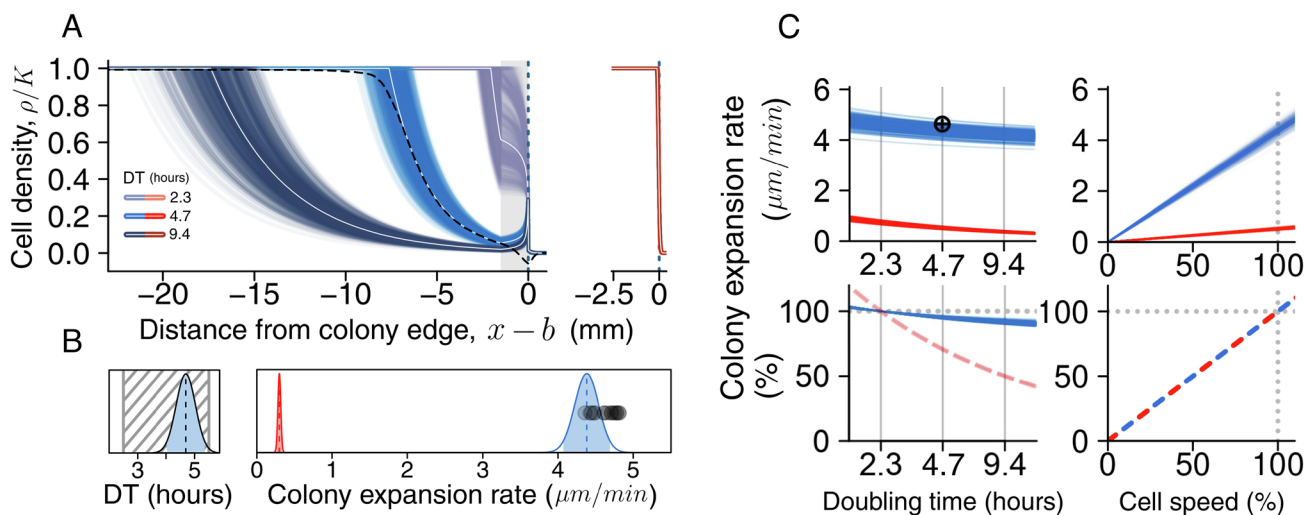 A
Cell density, ρ/K
1.0
0.8
0.6
0.4
0.2
0.0
DT (hours)
2.3
4.7
9.4
−20 −15 −10 −5 0 −2.5 0
Distance from colony edge, x − b (mm)
B
3 5
DT (hours)
0 1 2 3 4 5
Colony expansion rate (μm/min)
C
Colony expansion rate
(μm/min)
6
4
2
0
2.3 4.7 9.4
6
4
2
0
0 50 100
(%)
100
50
0
2.3 4.7 9.4
Doubling time (hours)
100
50
0
0 50 100
Cell speed (%)